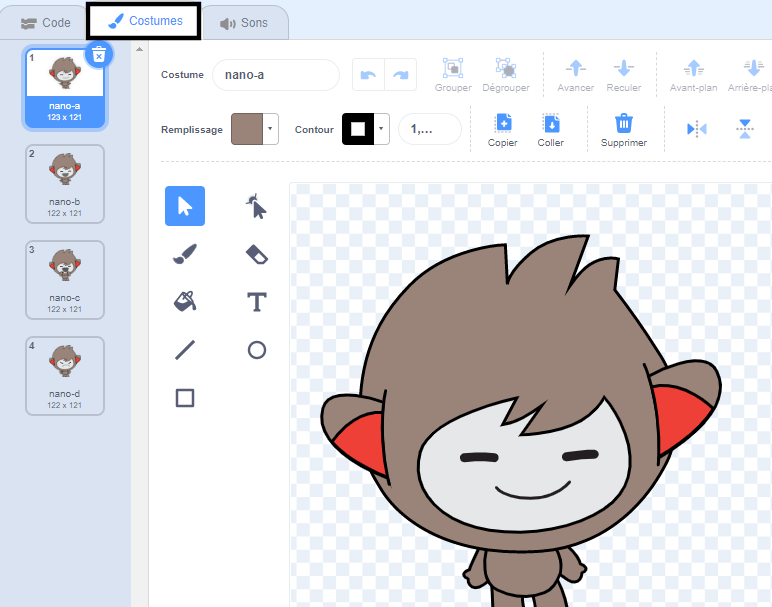 Code
Costumes
Sons
1
nano-a
123 x 121
2
nano-b
122 x 121
3
nano-c
122 x 121
4
nano-d
122 x 121
Costume
nano-a
Grouper
Dégrouper
Avancer
Reculer
Avant-plan
Arrière-pla
Remplissage
Contour
1,...
Copier
Coller
Supprimer
T